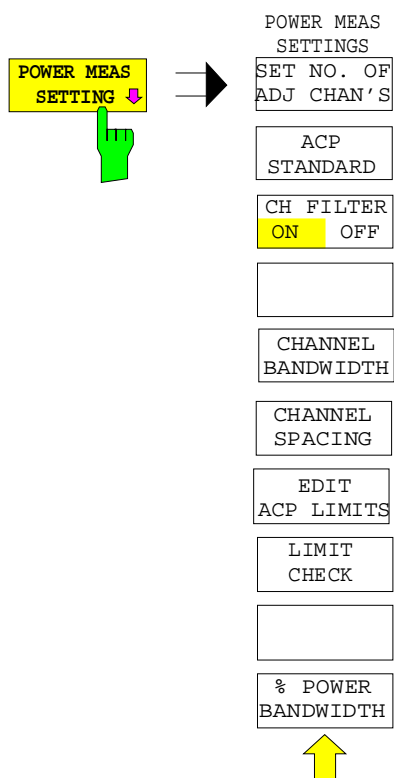 POWER MEAS
SETTING
POWER MEAS
SETTINGS
SET NO. OF
ADJ CHAN'S
ACP
STANDARD
CH FILTER
ON OFF
CHANNEL
BANDWIDTH
CHANNEL
SPACING
EDIT
ACP LIMITS
LIMIT
CHECK
% POWER
BANDWIDTH